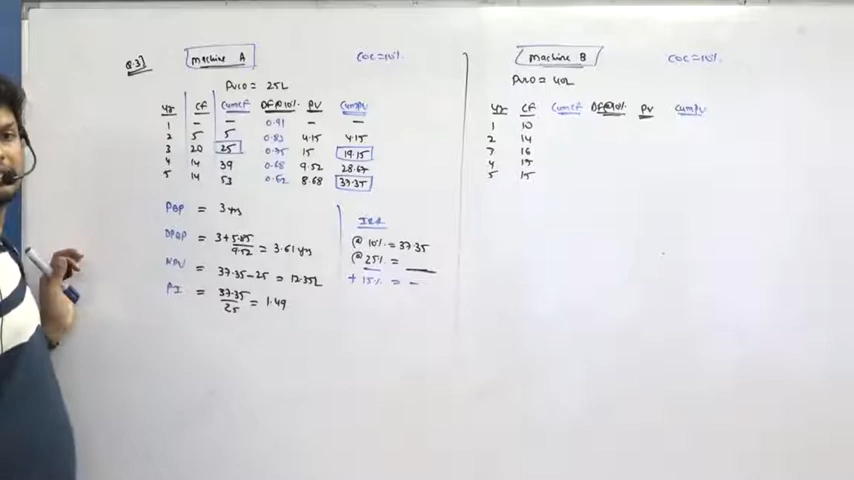 Q.3]
Machine A
COC = 10%
PVCO = 25L
Yr CF CumCF DF@10% PV CumPV
1 - - 0.91 - -
2 5 5 0.83 4.15 4.15
3 20 25 0.75 15 19.15
4 14 39 0.68 9.52 28.67
5 14 53 0.62 8.68 37.35
PBP = 3 yrs
DPBP = 3 + 5.85/9.52 = 3.61 yrs
NPV = 37.35 - 25 = 12.35L
PI = 37.35/25 = 1.49
IRR
@ 10% = 37.35
@ 25% =
+ 15% = -
Machine B
COC = 10%
PVCO = 40L
Yr CF CumCF DF@10% PV CumPV
1 10
2 14
16
4
5 15